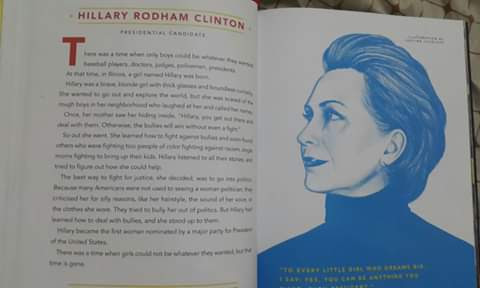 HILLARY RODHAM CLINTON
PRESIDENTIAL CANDIDATE
There was a time when only boys could be whatever they wanted:
baseball players, doctors, judges, policemen, presidents.
At that time, in Illinois, a girl named Hillary was born.
Hillary was a brave, blonde girl with thick glasses and boundless curiosity.
She wanted to go out and explore the world, but she was scared of the
rough boys in her neighborhood who laughed at her and called her names.
Once, her mother saw her hiding inside. "Hillary, you get out there and
deal with them. Otherwise, the bullies will win without even a fight."
So out she went. She learned how to fight against bullies and even found
others who were fighting too: people of color fighting against racism, single
moms fighting to bring up their kids. Hillary listened to all their stories and
tried to figure out how she could help.
The best way to fight for justice, she decided, was to go into politics.
Because many Americans were not used to seeing a woman politician, they
criticised her for silly reasons, like her hairstyle, the sound of her voice or
the clothes she wore. They tried to bully her out of politics. But Hillary had
learned how to deal with bullies, and she stood up to them.
Hillary became the first woman nominated by a major party for President
of the United States.
There was a time when girls could not be whatever they wanted, but that
time is gone.
ILLUSTRATION BY
"TO EVERY LITTLE GIRL WHO DREAMS BIG,
I SAY: YES, YOU CAN BE ANYTHING YOU